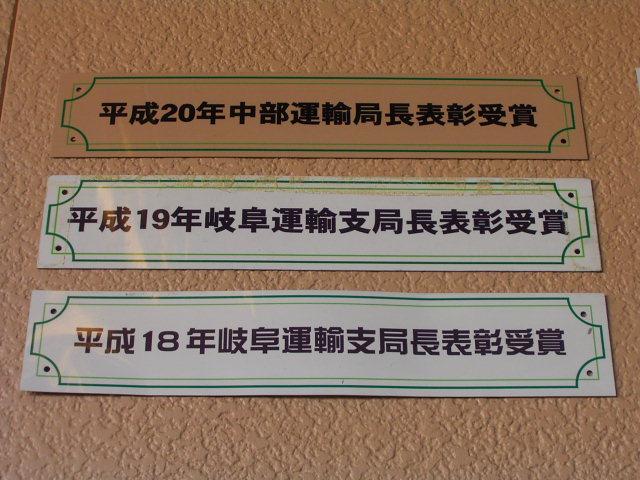 平成20年中部運輸局長表彰受賞
平成19年岐阜運輸支局長表彰受賞
平成18年岐阜運輸支局長表彰受賞